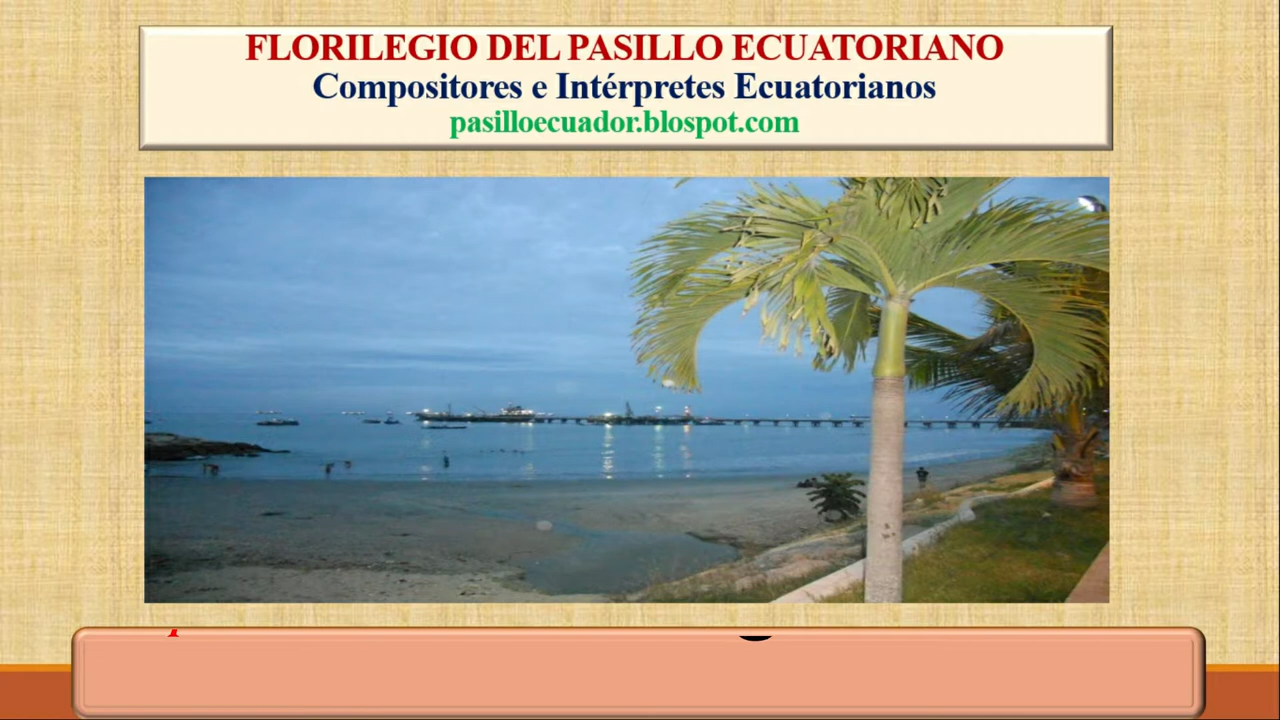 FLORILEGIO DEL PASILLO ECUATORIANO
Compositores e Intérpretes Ecuatorianos
pasilloecuador.blospot.com